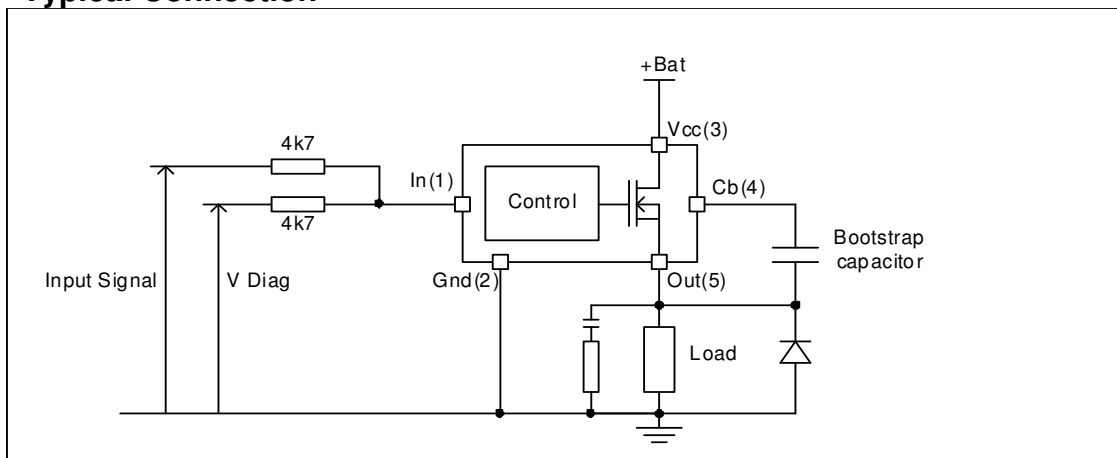 Typical Connection
+Bat
Vcc(3)
4k7
In(1)
Control
Cb(4)
4k7
Bootstrap
capacitor
Input Signal
V Diag
Gnd(2)
Out(5)
Load